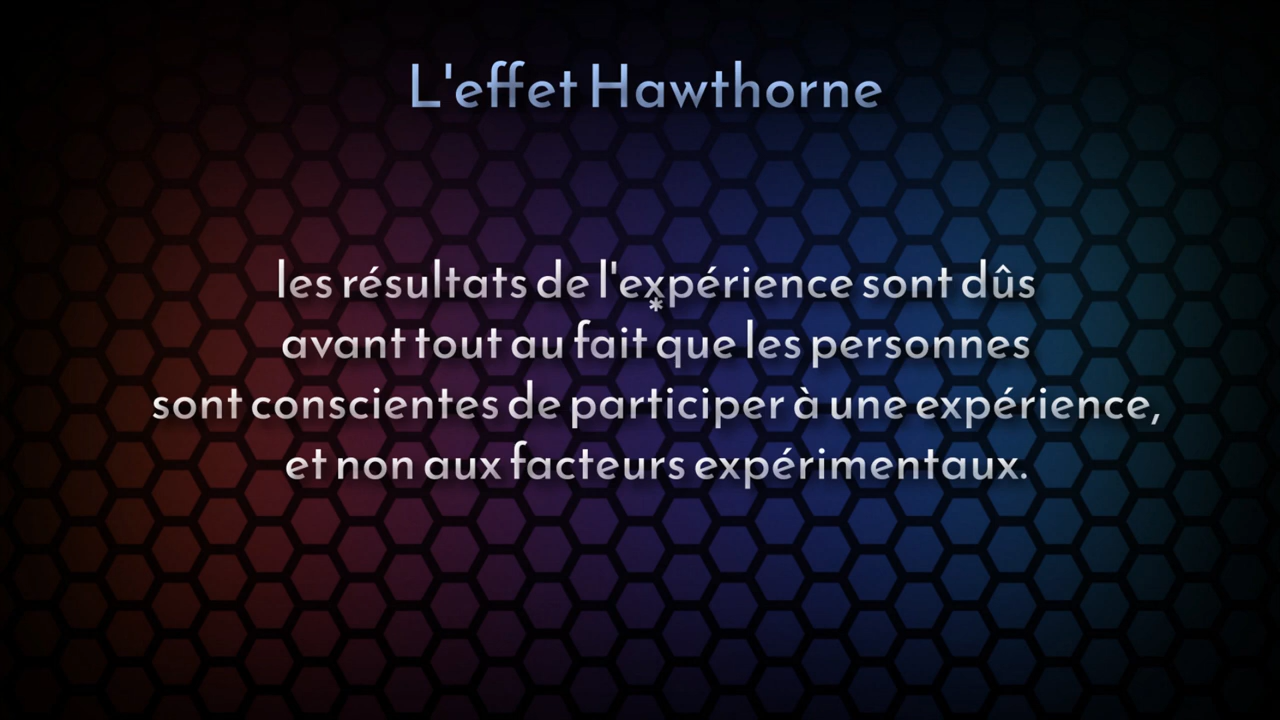 L'effet Hawthorne
les résultats de l'expérience sont dûs
*
avant tout au fait que les personnes
sont conscientes de participer à une expérience,
et non aux facteurs expérimentaux.